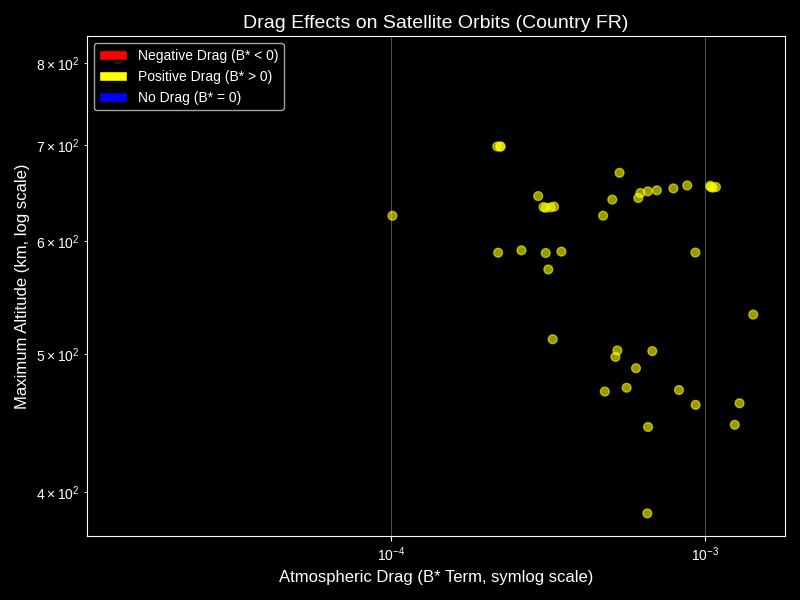 Drag Effects on Satellite Orbits (Country FR)
Negative Drag (B* < 0)
Positive Drag (B* > 0)
No Drag (B* = 0)
8 × 10²
7 × 10²
6 × 10²
5 × 10²
4 × 10²
Maximum Altitude (km, log scale)
10⁻⁴
10⁻³
Atmospheric Drag (B* Term, symlog scale)